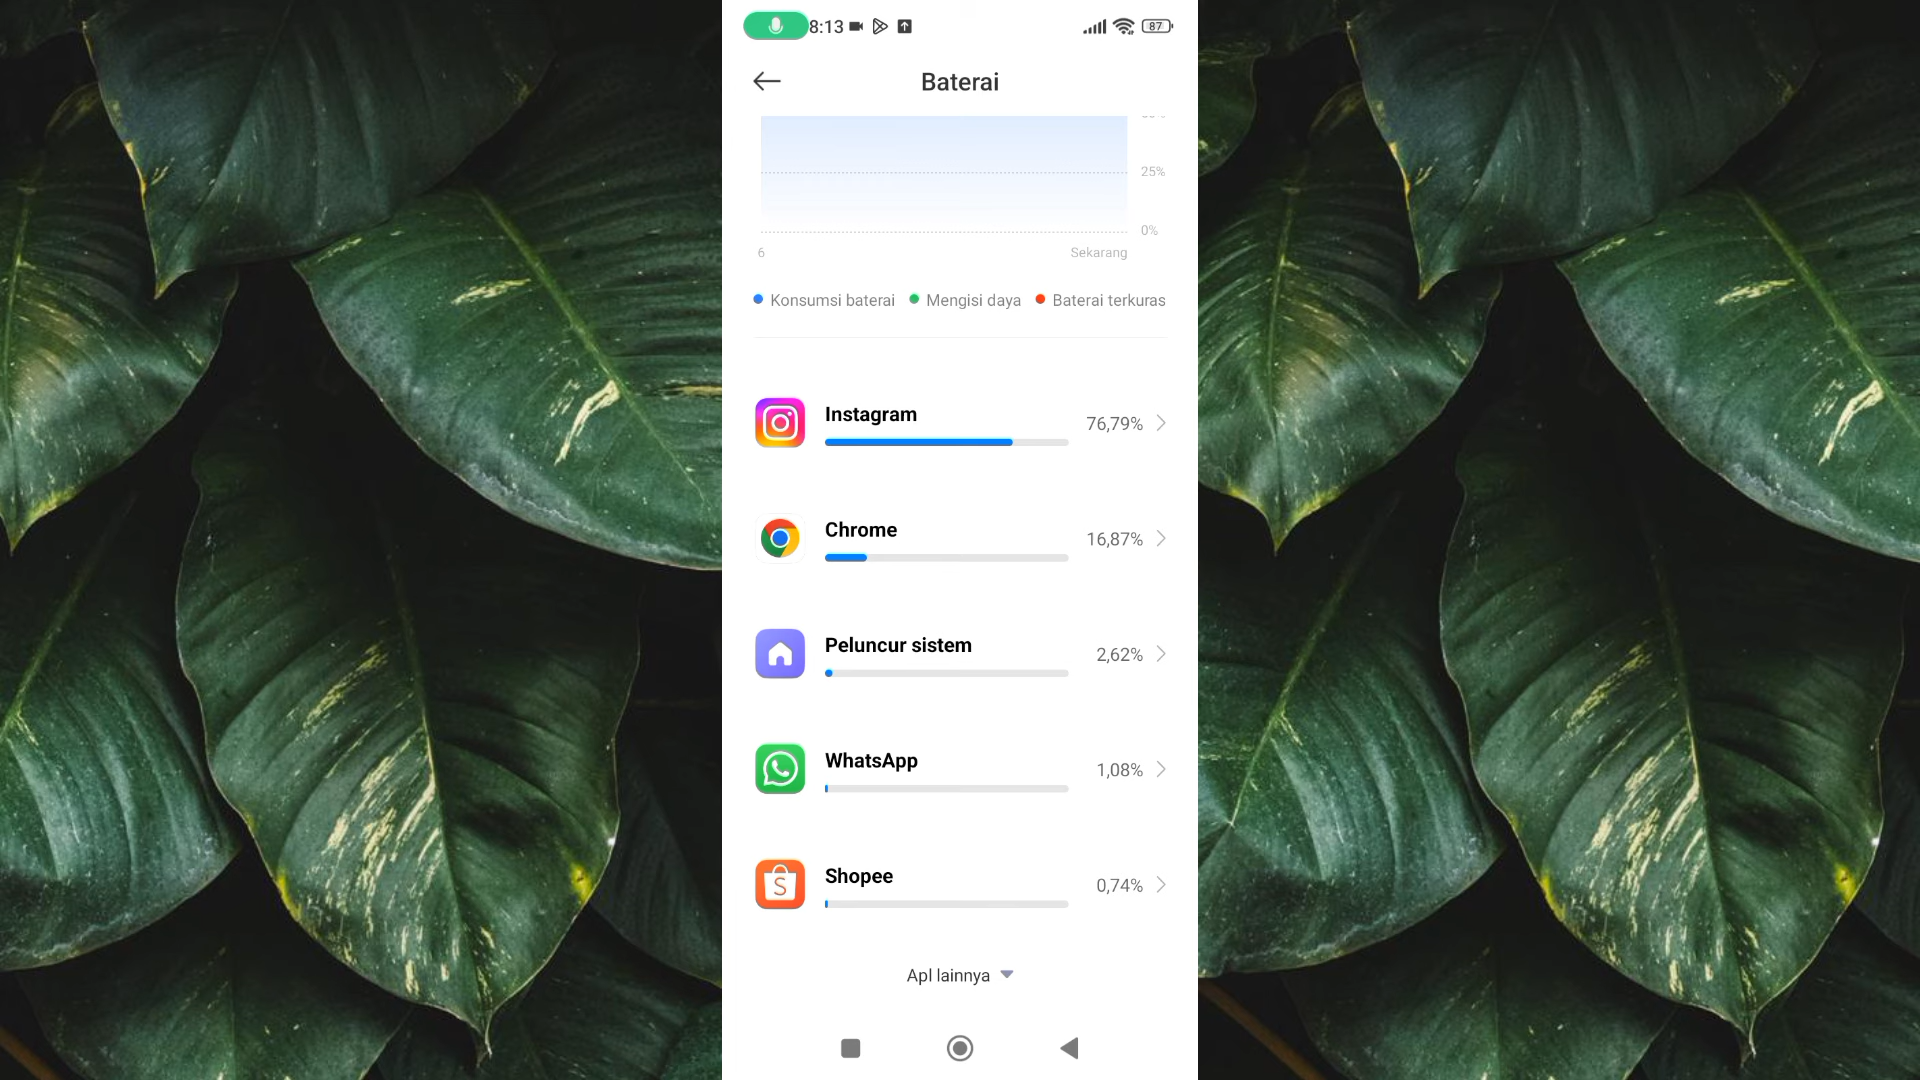 8:13 87
Baterai
25%
0%
6 Sekarang
Konsumsi baterai Mengisi daya Baterai terkuras
Instagram
76,79%
Chrome
16,87%
Peluncur sistem
2,62%
WhatsApp
1,08%
Shopee
0,74%
Apl lainnya